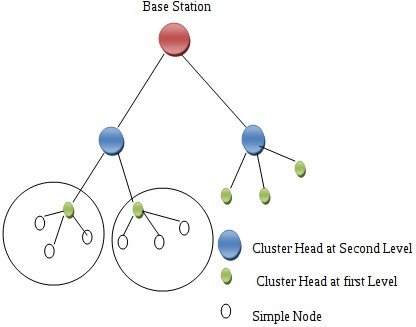 Base Station
Cluster Head at Second Level
Cluster Head at first Level
Simple Node